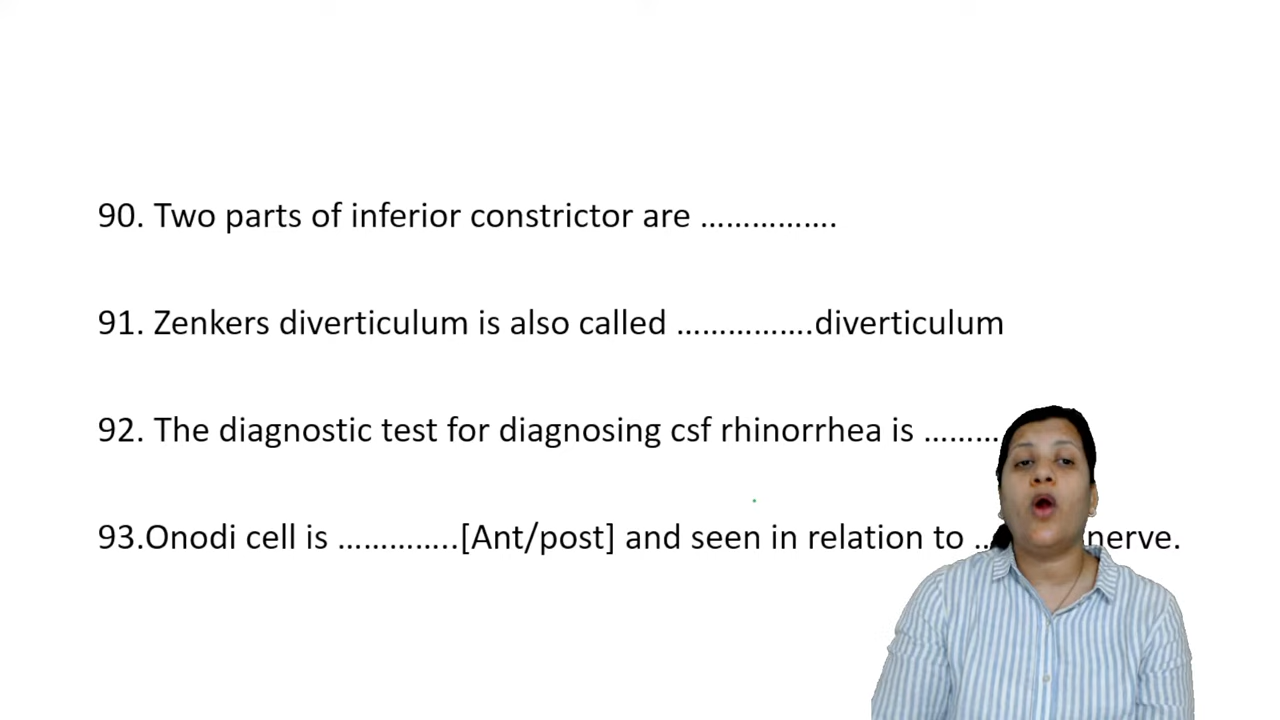 90. Two parts of inferior constrictor are …………….
91. Zenkers diverticulum is also called …………….diverticulum
92. The diagnostic test for diagnosing csf rhinorrhea is ………
93.Onodi cell is …………..[Ant/post] and seen in relation to … nerve.